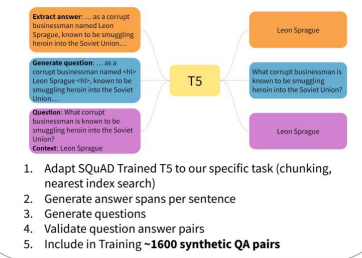 Extract answer: … as a corrupt
businessman named Leon
Sprague, known to be smuggling
heroin into the Soviet Union…
Leon Sprague
Generate question: … as a
corrupt businessman named <hl>
Leon Sprague <hl>, known to be
smuggling heroin into the Soviet
Union…
T5
What corrupt businessman is
known to be smuggling heroin
into the Soviet Union?
Question: What corrupt
businessman is known to be
smuggling heroin into the Soviet
Union?
Context: Leon Sprague
Leon Sprague
1. Adapt SQuAD Trained T5 to our specific task (chunking,
nearest index search)
2. Generate answer spans per sentence
3. Generate questions
4. Validate question answer pairs
5. Include in Training ~1600 synthetic QA pairs